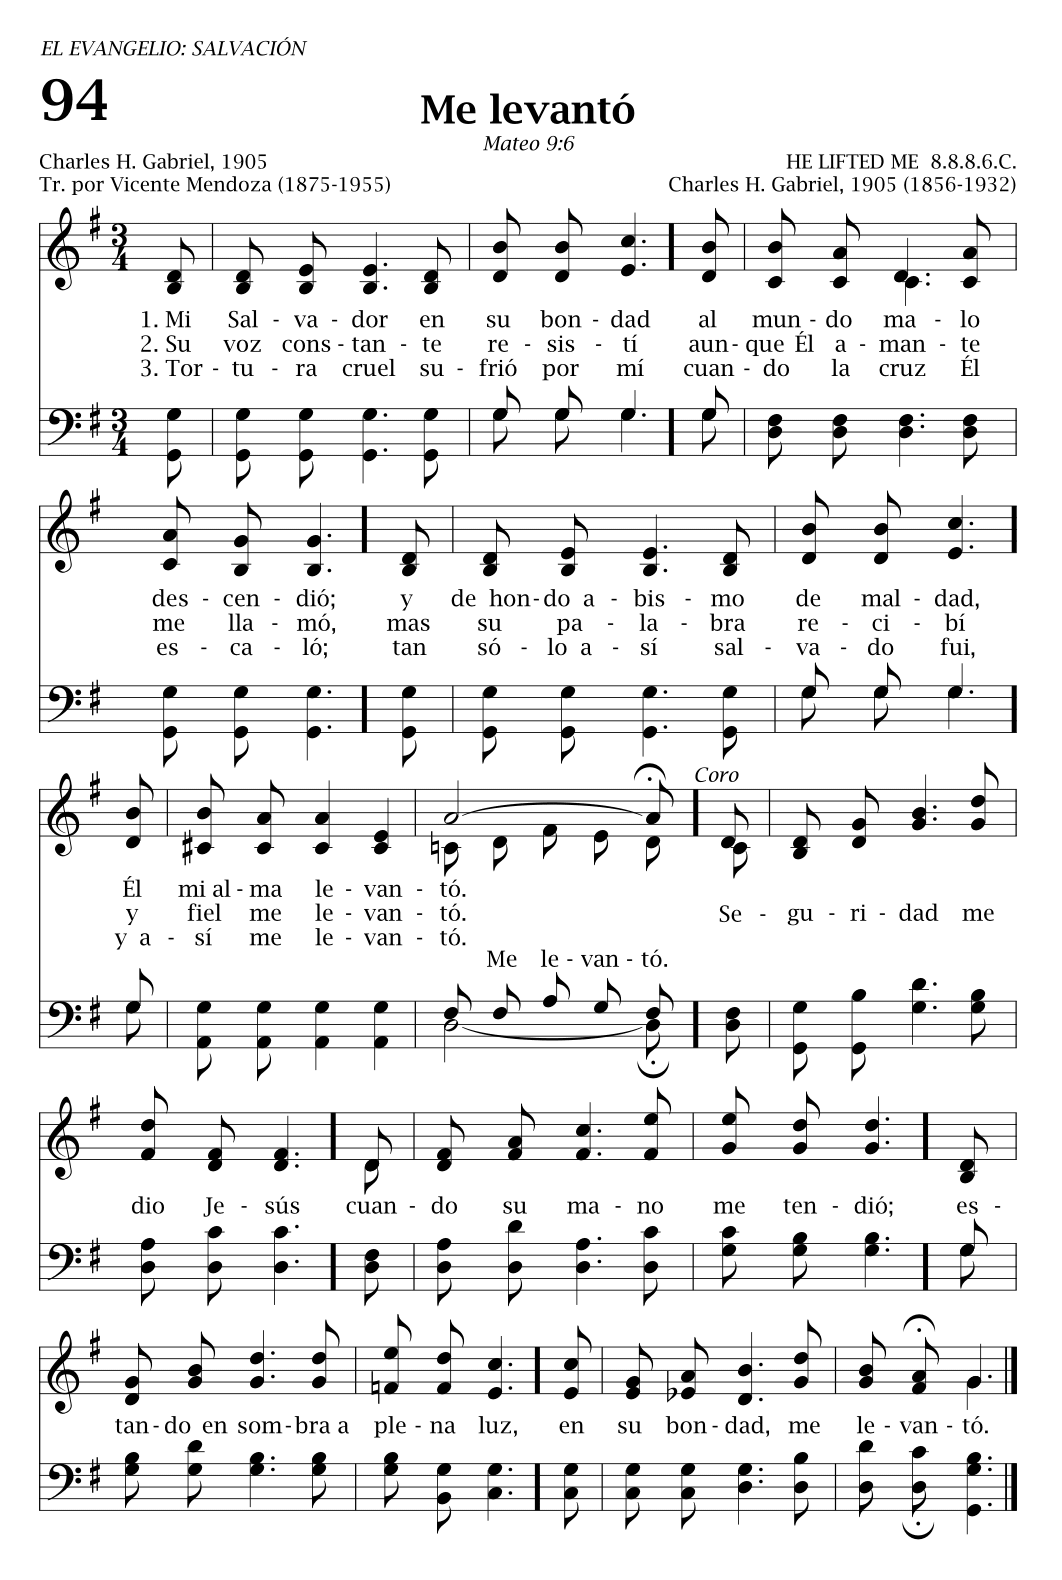 EL EVANGELIO: SALVACIÓN
94
Me levantó
Mateo 9:6
Charles H. Gabriel, 1905
HE LIFTED ME 8.8.8.6.C.
Tr. por Vicente Mendoza (1875-1955)
Charles H. Gabriel, 1905 (1856-1932)
3
4
1. Mi Sal - va - dor en su bon - dad al mun - do ma - lo
2. Su voz cons - tan - te re - sis - tí aun - que Él a - man - te
3. Tor - tu - ra cruel su - frió por mí cuan - do la cruz Él
3
4
des - cen - dió; y de hon - do a - bis - mo de mal - dad,
me lla - mó, mas su pa - la - bra re - ci - bí
es - ca - ló; tan só - lo a - sí sal - va - do fui,
Coro
Él mi al - ma le - van - tó.
y fiel me le - van - tó. Se - gu - ri - dad me
y a - sí me le - van - tó.
Me le - van - tó.
dio Je - sús cuan - do su ma - no me ten - dió; es -
tan - do en som - bra a ple - na luz, en su bon - dad, me le - van - tó.